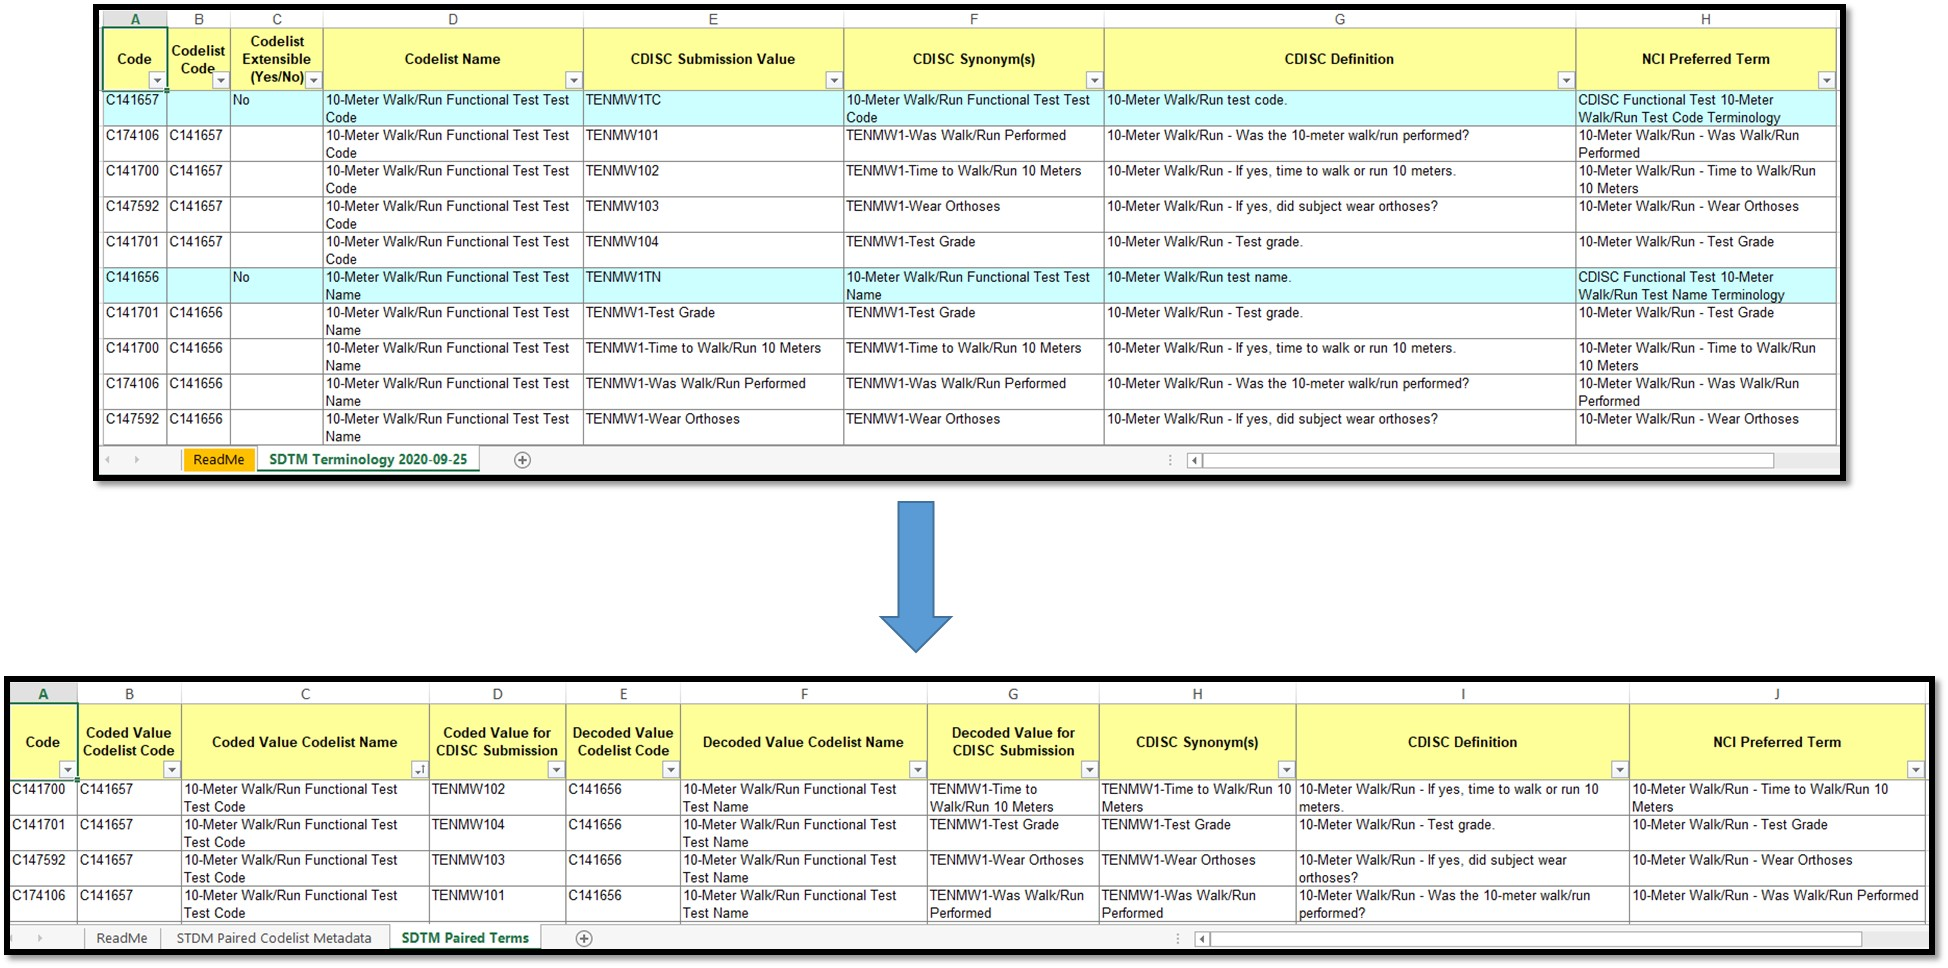 A B C D E F G H
Code Codelist Code Codelist Extensible (Yes/No) Codelist Name CDISC Submission Value CDISC Synonym(s) CDISC Definition NCI Preferred Term
C141657 No 10-Meter Walk/Run Functional Test Test TENMW1TC 10-Meter Walk/Run Functional Test Test 10-Meter Walk/Run test code. CDISC Functional Test 10-Meter
Code Code Walk/Run Test Code Terminology
C174106 C141657 10-Meter Walk/Run Functional Test Test TENMW101 TENMW1-Was Walk/Run Performed 10-Meter Walk/Run - Was the 10-meter walk/run performed? 10-Meter Walk/Run - Was Walk/Run
Code Performed
C141700 C141657 10-Meter Walk/Run Functional Test Test TENMW102 TENMW1-Time to Walk/Run 10 Meters 10-Meter Walk/Run - If yes, time to walk or run 10 meters. 10-Meter Walk/Run - Time to Walk/Run
Code 10 Meters
C147592 C141657 10-Meter Walk/Run Functional Test Test TENMW103 TENMW1-Wear Orthoses 10-Meter Walk/Run - If yes, did subject wear orthoses? 10-Meter Walk/Run - Wear Orthoses
Code
C141701 C141657 10-Meter Walk/Run Functional Test Test TENMW104 TENMW1-Test Grade 10-Meter Walk/Run - Test grade. 10-Meter Walk/Run - Test Grade
Code
C141656 No 10-Meter Walk/Run Functional Test Test TENMW1TN 10-Meter Walk/Run Functional Test Test 10-Meter Walk/Run test name. CDISC Functional Test 10-Meter
Name Name Walk/Run Test Name Terminology
C141701 C141656 10-Meter Walk/Run Functional Test Test TENMW1-Test Grade TENMW1-Test Grade 10-Meter Walk/Run - Test grade. 10-Meter Walk/Run - Test Grade
Name
C141700 C141656 10-Meter Walk/Run Functional Test Test TENMW1-Time to Walk/Run 10 Meters TENMW1-Time to Walk/Run 10 Meters 10-Meter Walk/Run - If yes, time to walk or run 10 meters. 10-Meter Walk/Run - Time to Walk/Run
Name 10 Meters
C174106 C141656 10-Meter Walk/Run Functional Test Test TENMW1-Was Walk/Run Performed TENMW1-Was Walk/Run Performed 10-Meter Walk/Run - Was the 10-meter walk/run performed? 10-Meter Walk/Run - Was Walk/Run
Name Performed
C147592 C141656 10-Meter Walk/Run Functional Test Test TENMW1-Wear Orthoses TENMW1-Wear Orthoses 10-Meter Walk/Run - If yes, did subject wear orthoses? 10-Meter Walk/Run - Wear Orthoses
Name
ReadMe SDTM Terminology 2020-09-25
A B C D E F G H I J
Code Coded Value Codelist Code Coded Value Codelist Name Coded Value for CDISC Submission Decoded Value Codelist Code Decoded Value Codelist Name Decoded Value for CDISC Submission CDISC Synonym(s) CDISC Definition NCI Preferred Term
C141700 C141657 10-Meter Walk/Run Functional Test TENMW102 C141656 10-Meter Walk/Run Functional Test TENMW1-Time to TENMW1-Time to Walk/Run 10 10-Meter Walk/Run - If yes, time to walk or run 10 10-Meter Walk/Run - Time to Walk/Run 10
Test Code Test Name Walk/Run 10 Meters Meters meters. Meters
C141701 C141657 10-Meter Walk/Run Functional Test TENMW104 C141656 10-Meter Walk/Run Functional Test TENMW1-Test Grade TENMW1-Test Grade 10-Meter Walk/Run - Test grade. 10-Meter Walk/Run - Test Grade
Test Code Test Name
C147592 C141657 10-Meter Walk/Run Functional Test TENMW103 C141656 10-Meter Walk/Run Functional Test TENMW1-Wear Orthoses TENMW1-Wear Orthoses 10-Meter Walk/Run - If yes, did subject wear 10-Meter Walk/Run - Wear Orthoses
Test Code Test Name orthoses?
C174106 C141657 10-Meter Walk/Run Functional Test TENMW101 C141656 10-Meter Walk/Run Functional Test TENMW1-Was Walk/Run TENMW1-Was Walk/Run 10-Meter Walk/Run - Was the 10-meter walk/run 10-Meter Walk/Run - Was Walk/Run Performed
Test Code Test Name Performed Performed performed?
ReadMe STDM Paired Codelist Metadata SDTM Paired Terms